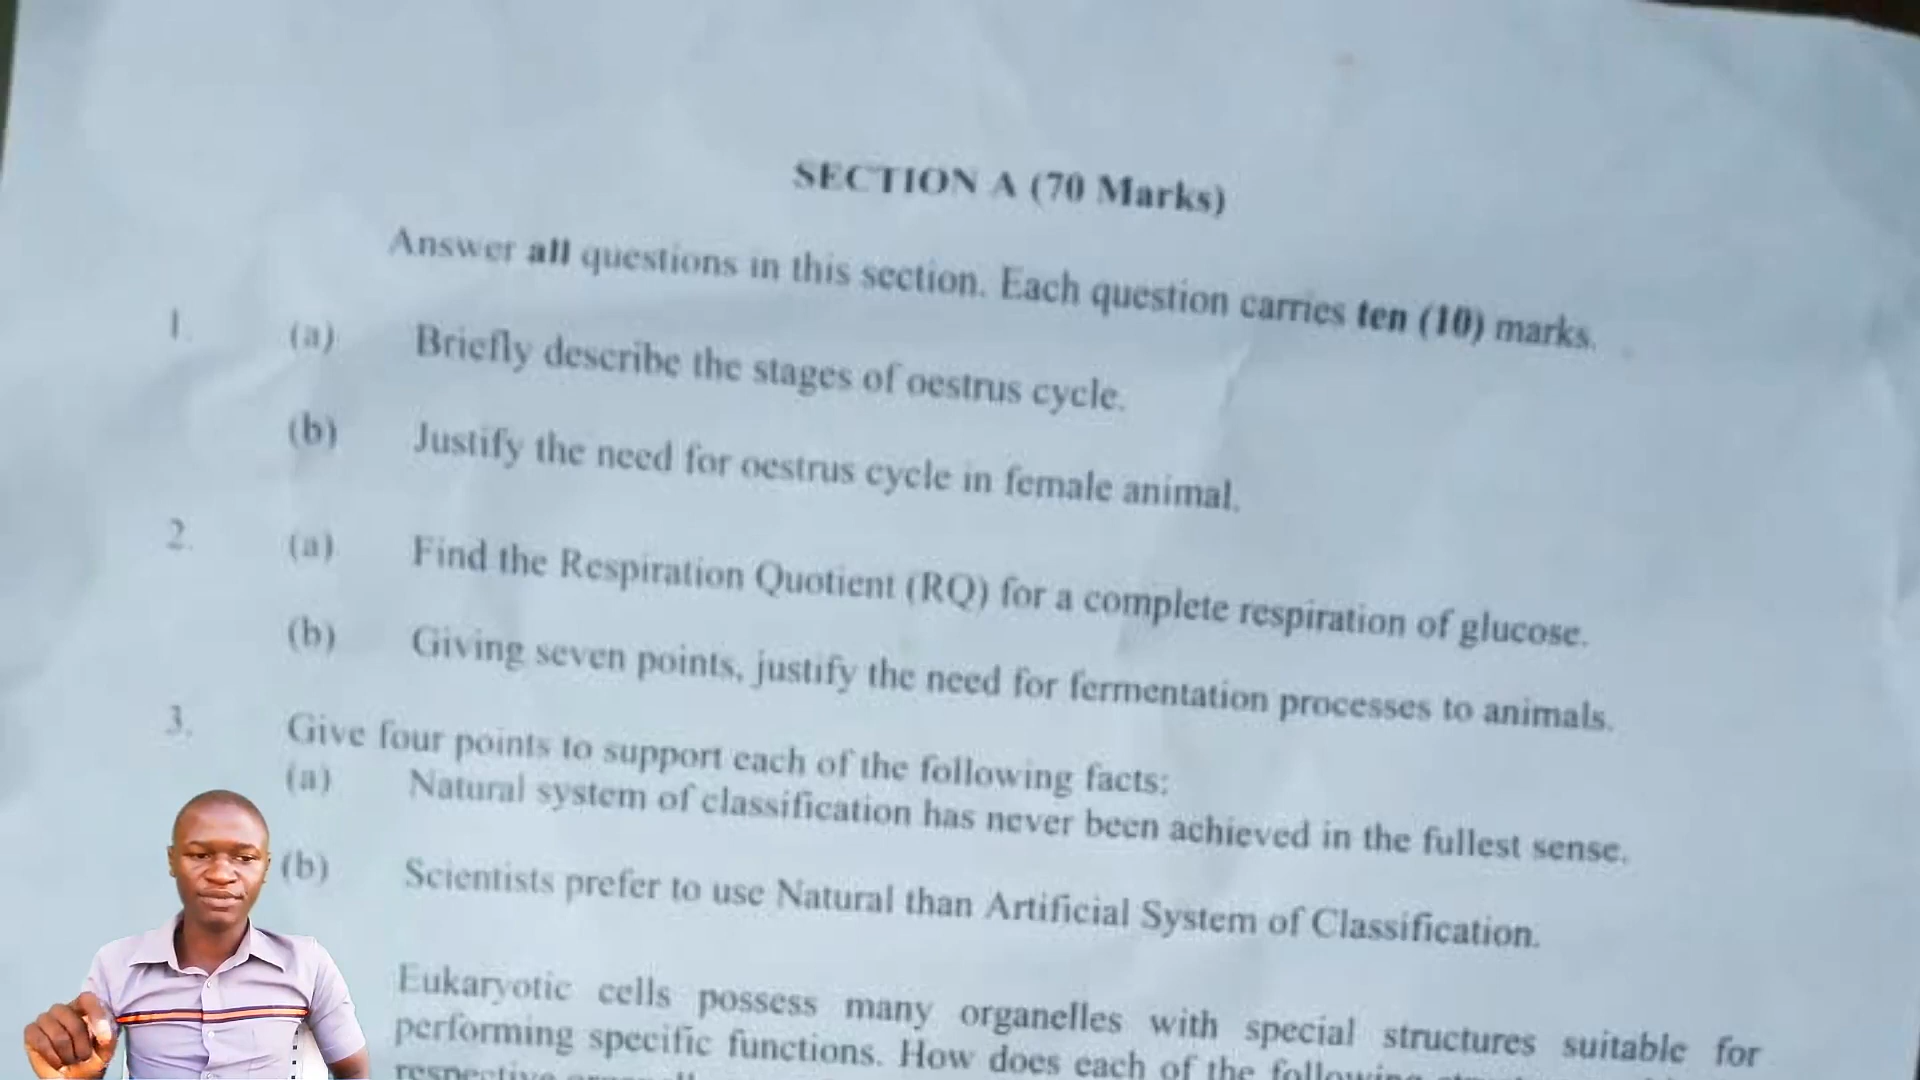 SECTION A (70 Marks)
Answer all questions in this section. Each question carries ten (10) marks.
1. (a) Briefly describe the stages of oestrus cycle.
(b) Justify the need for oestrus cycle in female animal.
2. (a) Find the Respiration Quotient (RQ) for a complete respiration of glucose.
(b) Giving seven points, justify the need for fermentation processes to animals.
3. Give four points to support each of the following facts:
(a) Natural system of classification has never been achieved in the fullest sense.
(b) Scientists prefer to use Natural than Artificial System of Classification.
Eukaryotic cells possess many organelles with special structures suitable for
performing specific functions. How does each of the following
respective